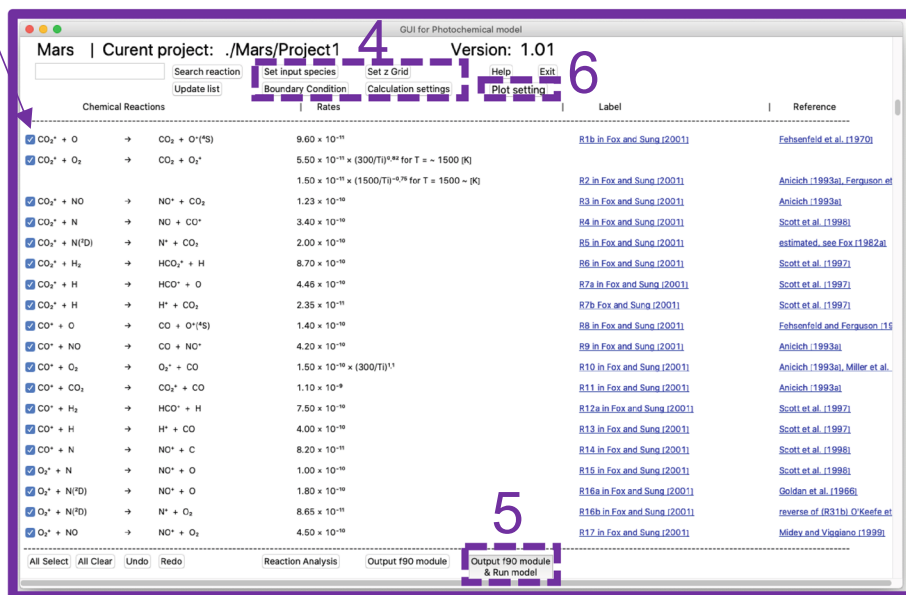 GUI for Photochemical model
Mars | Curent project: ./Mars/Project1 Version: 1.01
4
6
Search reaction Set input species Set z Grid Help Exit
Update list Boundary Condition Calculation settings Plot setting
Chemical Reactions | Rates | Label | Reference
CO₂⁺ + O → CO₂ + O⁺(⁴S) 9.60 × 10⁻¹¹ R1b in Fox and Sung [2001] Fehsenfeld et al. [1970]
CO₂⁺ + O₂ → CO₂ + O₂⁺ 5.50 × 10⁻¹¹ × (300/Ti)⁰·⁸² for T = ~ 1500 [K]
1.50 × 10⁻¹¹ × (1500/Ti)⁻⁰·⁷⁵ for T = 1500 ~ [K] R2 in Fox and Sung [2001] Anicich [1993a], Ferguson et
CO₂⁺ + NO → NO⁺ + CO₂ 1.23 × 10⁻¹⁰ R3 in Fox and Sung [2001] Anicich [1993a]
CO₂⁺ + N → NO + CO⁺ 3.40 × 10⁻¹⁰ R4 in Fox and Sung [2001] Scott et al. [1998]
CO₂⁺ + N(²D) → N⁺ + CO₂ 2.00 × 10⁻¹⁰ R5 in Fox and Sung [2001] estimated, see Fox [1982a]
CO₂⁺ + H₂ → HCO₂⁺ + H 8.70 × 10⁻¹⁰ R6 in Fox and Sung [2001] Scott et al. [1997]
CO₂⁺ + H → HCO⁺ + O 4.46 × 10⁻¹⁰ R7a in Fox and Sung [2001] Scott et al. [1997]
CO₂⁺ + H → H⁺ + CO₂ 2.35 × 10⁻¹¹ R7b Fox and Sung [2001] Scott et al. [1997]
CO⁺ + O → CO + O⁺(⁴S) 1.40 × 10⁻¹⁰ R8 in Fox and Sung [2001] Fehsenfeld and Ferguson [19
CO⁺ + NO → CO + NO⁺ 4.20 × 10⁻¹⁰ R9 in Fox and Sung [2001] Anicich [1993a]
CO⁺ + O₂ → O₂⁺ + CO 1.50 × 10⁻¹⁰ × (300/Ti)¹·¹ R10 in Fox and Sung [2001] Anicich [1993a], Miller et al.
CO⁺ + CO₂ → CO₂⁺ + CO 1.10 × 10⁻⁹ R11 in Fox and Sung [2001] Anicich [1993a]
CO⁺ + H₂ → HCO⁺ + H 7.50 × 10⁻¹⁰ R12a in Fox and Sung [2001] Scott et al. [1997]
CO⁺ + H → H⁺ + CO 4.00 × 10⁻¹⁰ R13 in Fox and Sung [2001] Scott et al. [1997]
CO⁺ + N → NO⁺ + C 8.20 × 10⁻¹¹ R14 in Fox and Sung [2001] Scott et al. [1998]
O₂⁺ + N → NO⁺ + O 1.00 × 10⁻¹⁰ R15 in Fox and Sung [2001] Scott et al. [1998]
O₂⁺ + N(²D) → NO⁺ + O 1.80 × 10⁻¹⁰ R16a in Fox and Sung [2001] Goldan et al. [1966]
O₂⁺ + N(²D) → N⁺ + O₂ 8.65 × 10⁻¹¹ R16b in Fox and Sung [2001] reverse of (R31b) O'Keefe et
O₂⁺ + NO → NO⁺ + O₂ 4.50 × 10⁻¹⁰ R17 in Fox and Sung [2001] Midey and Viggiano [1999]
5
All Select All Clear Undo Redo Reaction Analysis Output f90 module Output f90 module
& Run model